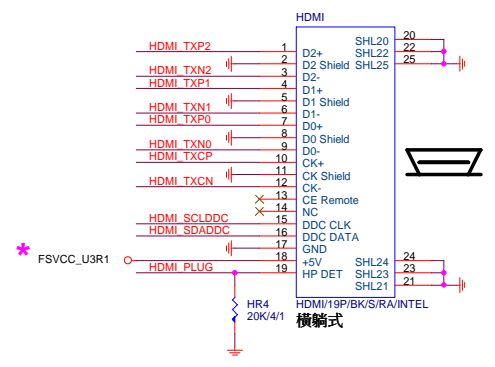 HDMI
HDMI_TXP2 1 D2+ SHL20 20
2 D2 Shield SHL22 22
HDMI_TXN2 3 D2- SHL25 25
HDMI_TXP1 4 D1+
5 D1 Shield
HDMI_TXN1 6 D1-
HDMI_TXP0 7 D0+
8 D0 Shield
HDMI_TXN0 9 D0-
HDMI_TXCP 10 CK+
11 CK Shield
HDMI_TXCN 12 CK-
13 CE Remote
14 NC
HDMI_SCLDDC 15 DDC CLK
HDMI_SDADDC 16 DDC DATA
17 GND
* FSVCC_U3R1 18 +5V SHL24 24
HDMI_PLUG 19 HP DET SHL23 23
SHL21 21
HR4 HDMI/19P/BK/S/RA/INTEL
20K/4/1 橫躺式